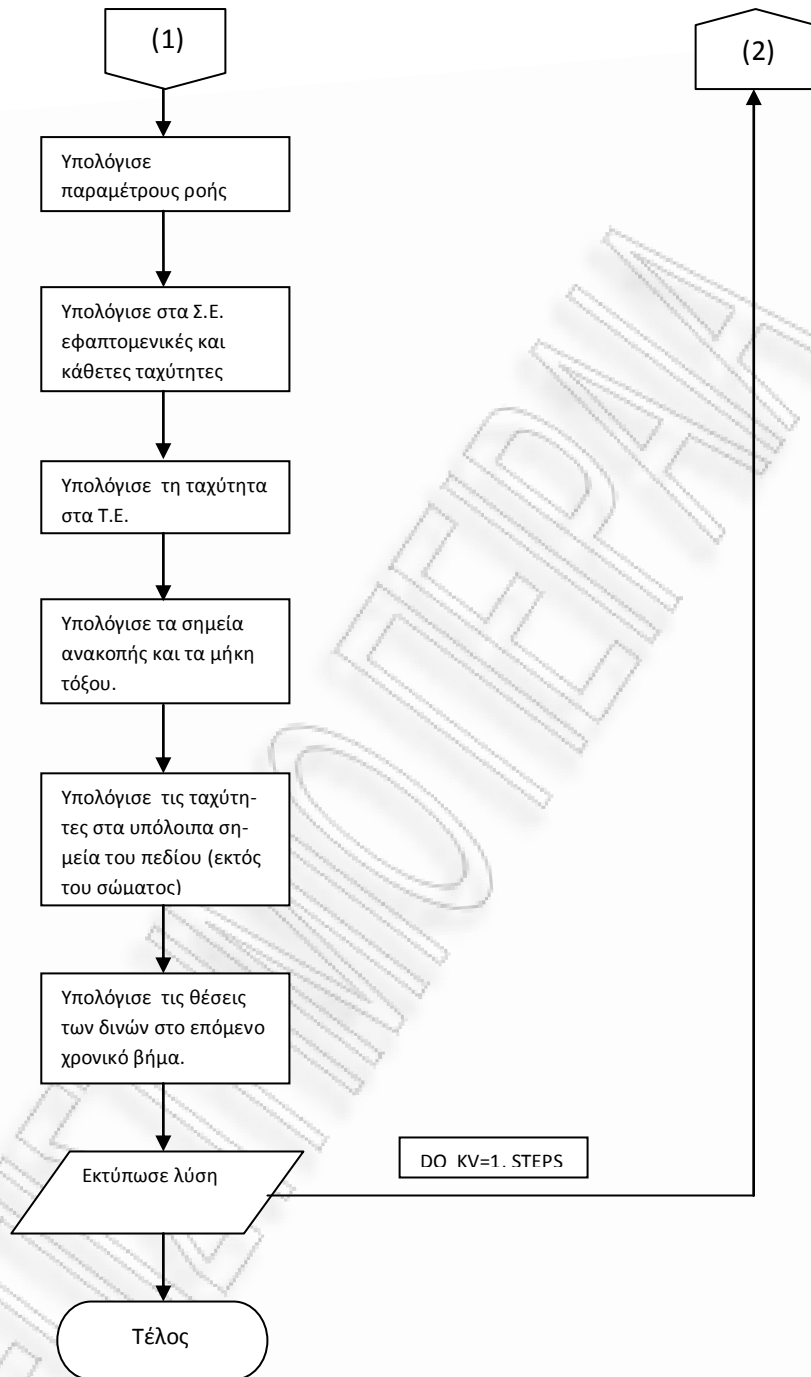 (1)
(2)
Υπολόγισε
παραμέτρους ροής
Υπολόγισε στα Σ.Ε.
εφαπτομενικές και
κάθετες ταχύτητες
Υπολόγισε τη ταχύτητα
στα Τ.Ε.
Υπολόγισε τα σημεία
ανακοπής και τα μήκη
τόξου.
Υπολόγισε τις ταχύτη-
τες στα υπόλοιπα ση-
μεία του πεδίου (εκτός
του σώματος)
Υπολόγισε τις θέσεις
των δινών στο επόμενο
χρονικό βήμα.
Εκτύπωσε λύση
DO KV=1, STEPS
Τέλος